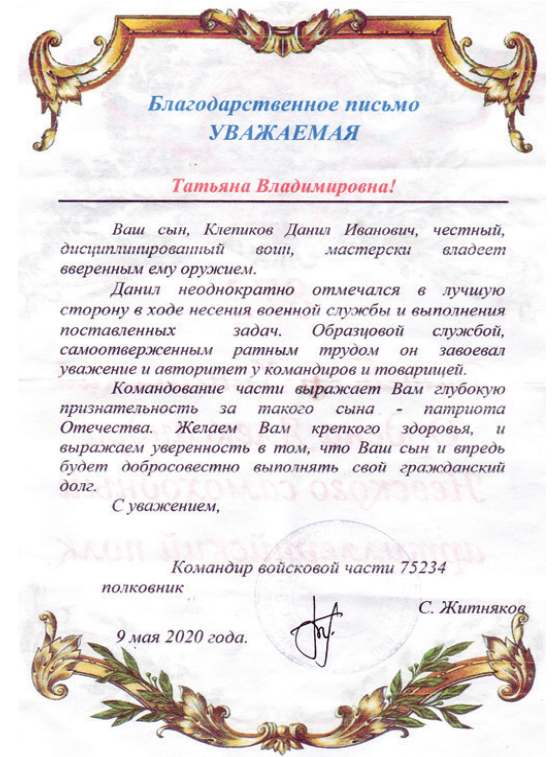 Благодарственное письмо
УВАЖАЕМАЯ
Татьяна Владимировна!
Ваш сын, Клепиков Данил Иванович, честный,
дисциплинированный воин, мастерски владеет
вверенным ему оружием.
Данил неоднократно отмечался в лучшую
сторону в ходе несения военной службы и выполнения
поставленных задач. Образцовой службой,
самоотверженным ратным трудом он завоевал
уважение и авторитет у командиров и товарищей.
Командование части выражает Вам глубокую
признательность за такого сына - патриота
Отечества. Желаем Вам крепкого здоровья, и
выражаем уверенность в том, что Ваш сын и впредь
будет добросовестно выполнять свой гражданский
долг.
С уважением,
Командир войсковой части 75234
полковник
С. Житняков
9 мая 2020 года.